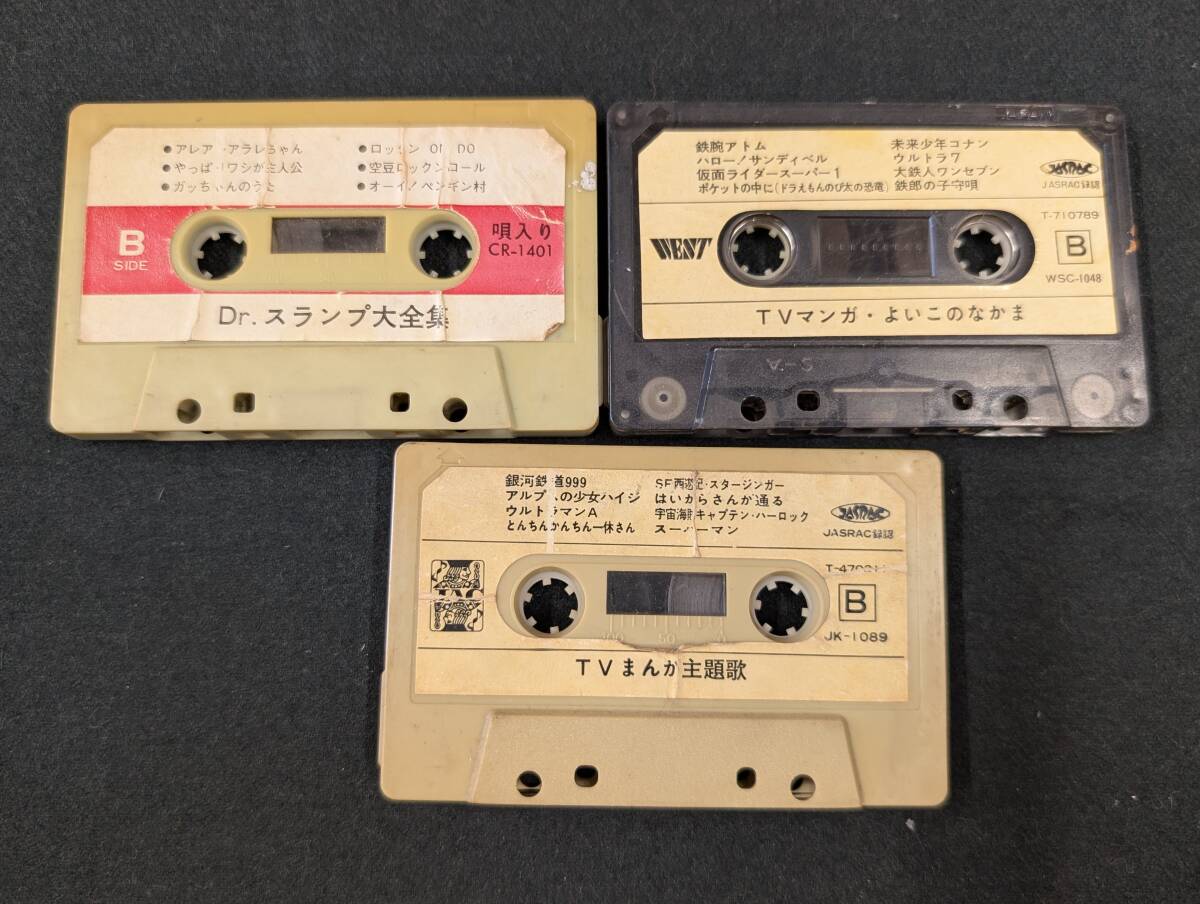 アレアレアラレちゃん
やっぱりワシが主人公
ガッちゃんのうた
ロッサン ON DO
空豆ロックンロール
オーイ!ペンギン村
B
SIDE
唄入り
CR-1401
Dr.スランプ大全集
鉄腕アトム
ハロー!サンディベル
仮面ライダースーパー1
ポケットの中に(ドラえもんのび太の恐竜)
未来少年コナン
ウルトラ7
大鉄人ワンセブン
鉄郎の子守唄
JASRAC
JASRAC録認
WEST
T-710789
B
WSC-1048
TVマンガ・よいこのなかま
S-A
銀河鉄道999
アルプスの少女ハイジ
ウルトラマンA
とんちんかんちん一休さん
SF西遊記・スタージンガー
はいからさんが通る
宇宙海賊キャプテン・ハーロック
スーパーマン
JASRAC
JASRAC録認
B
JK-1089
100 50 0
TVまんが主題歌